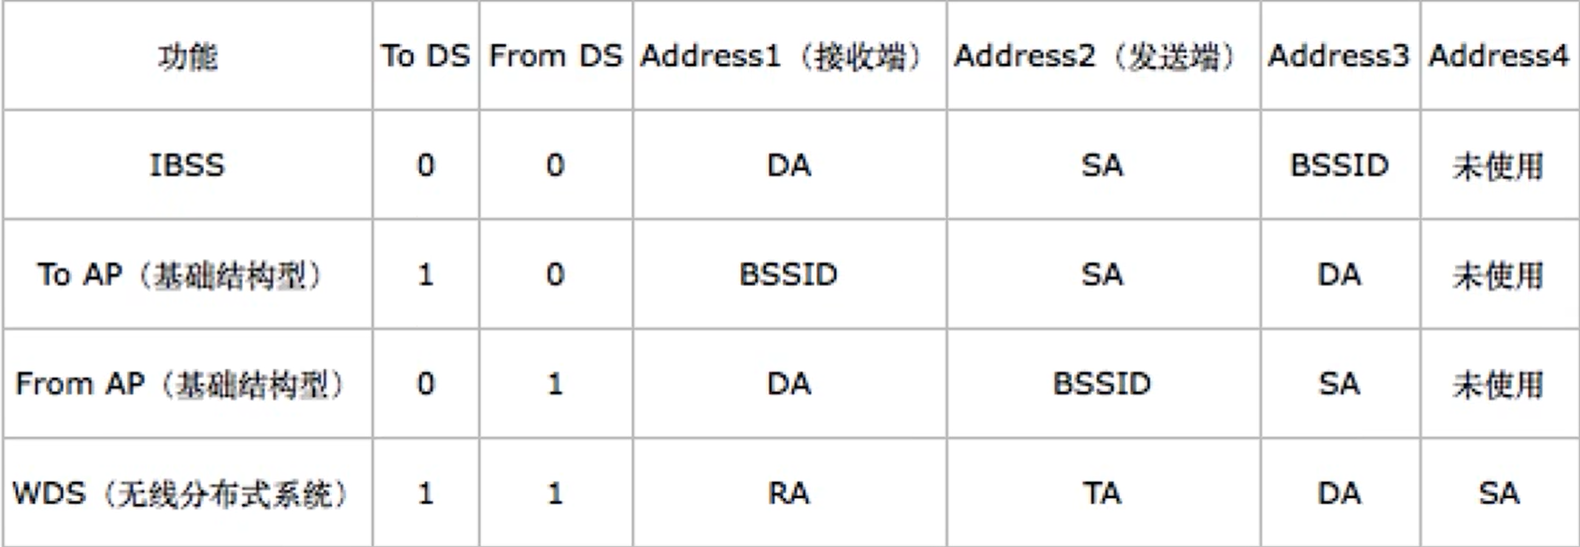 功能 To DS From DS Address1（接收端） Address2（发送端） Address3 Address4
IBSS 0 0 DA SA BSSID 未使用
To AP（基础结构型） 1 0 BSSID SA DA 未使用
From AP（基础结构型） 0 1 DA BSSID SA 未使用
WDS（无线分布式系统） 1 1 RA TA DA SA